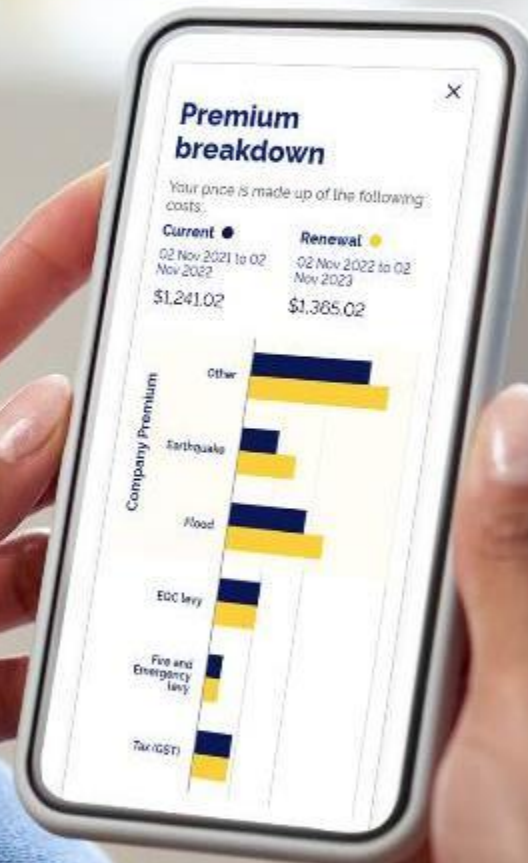 Premium
breakdown
Your price is made up of the following
costs:
Current
Renewal
02 Nov 2021 to 02
Nov 2022
02 Nov 2022 to 02
Nov 2023
$1,241.02
$1,365.02
Company Premium
Other
Earthquake
Flood
EQC levy
Fire and
Emergency
levy
Tax (GST)